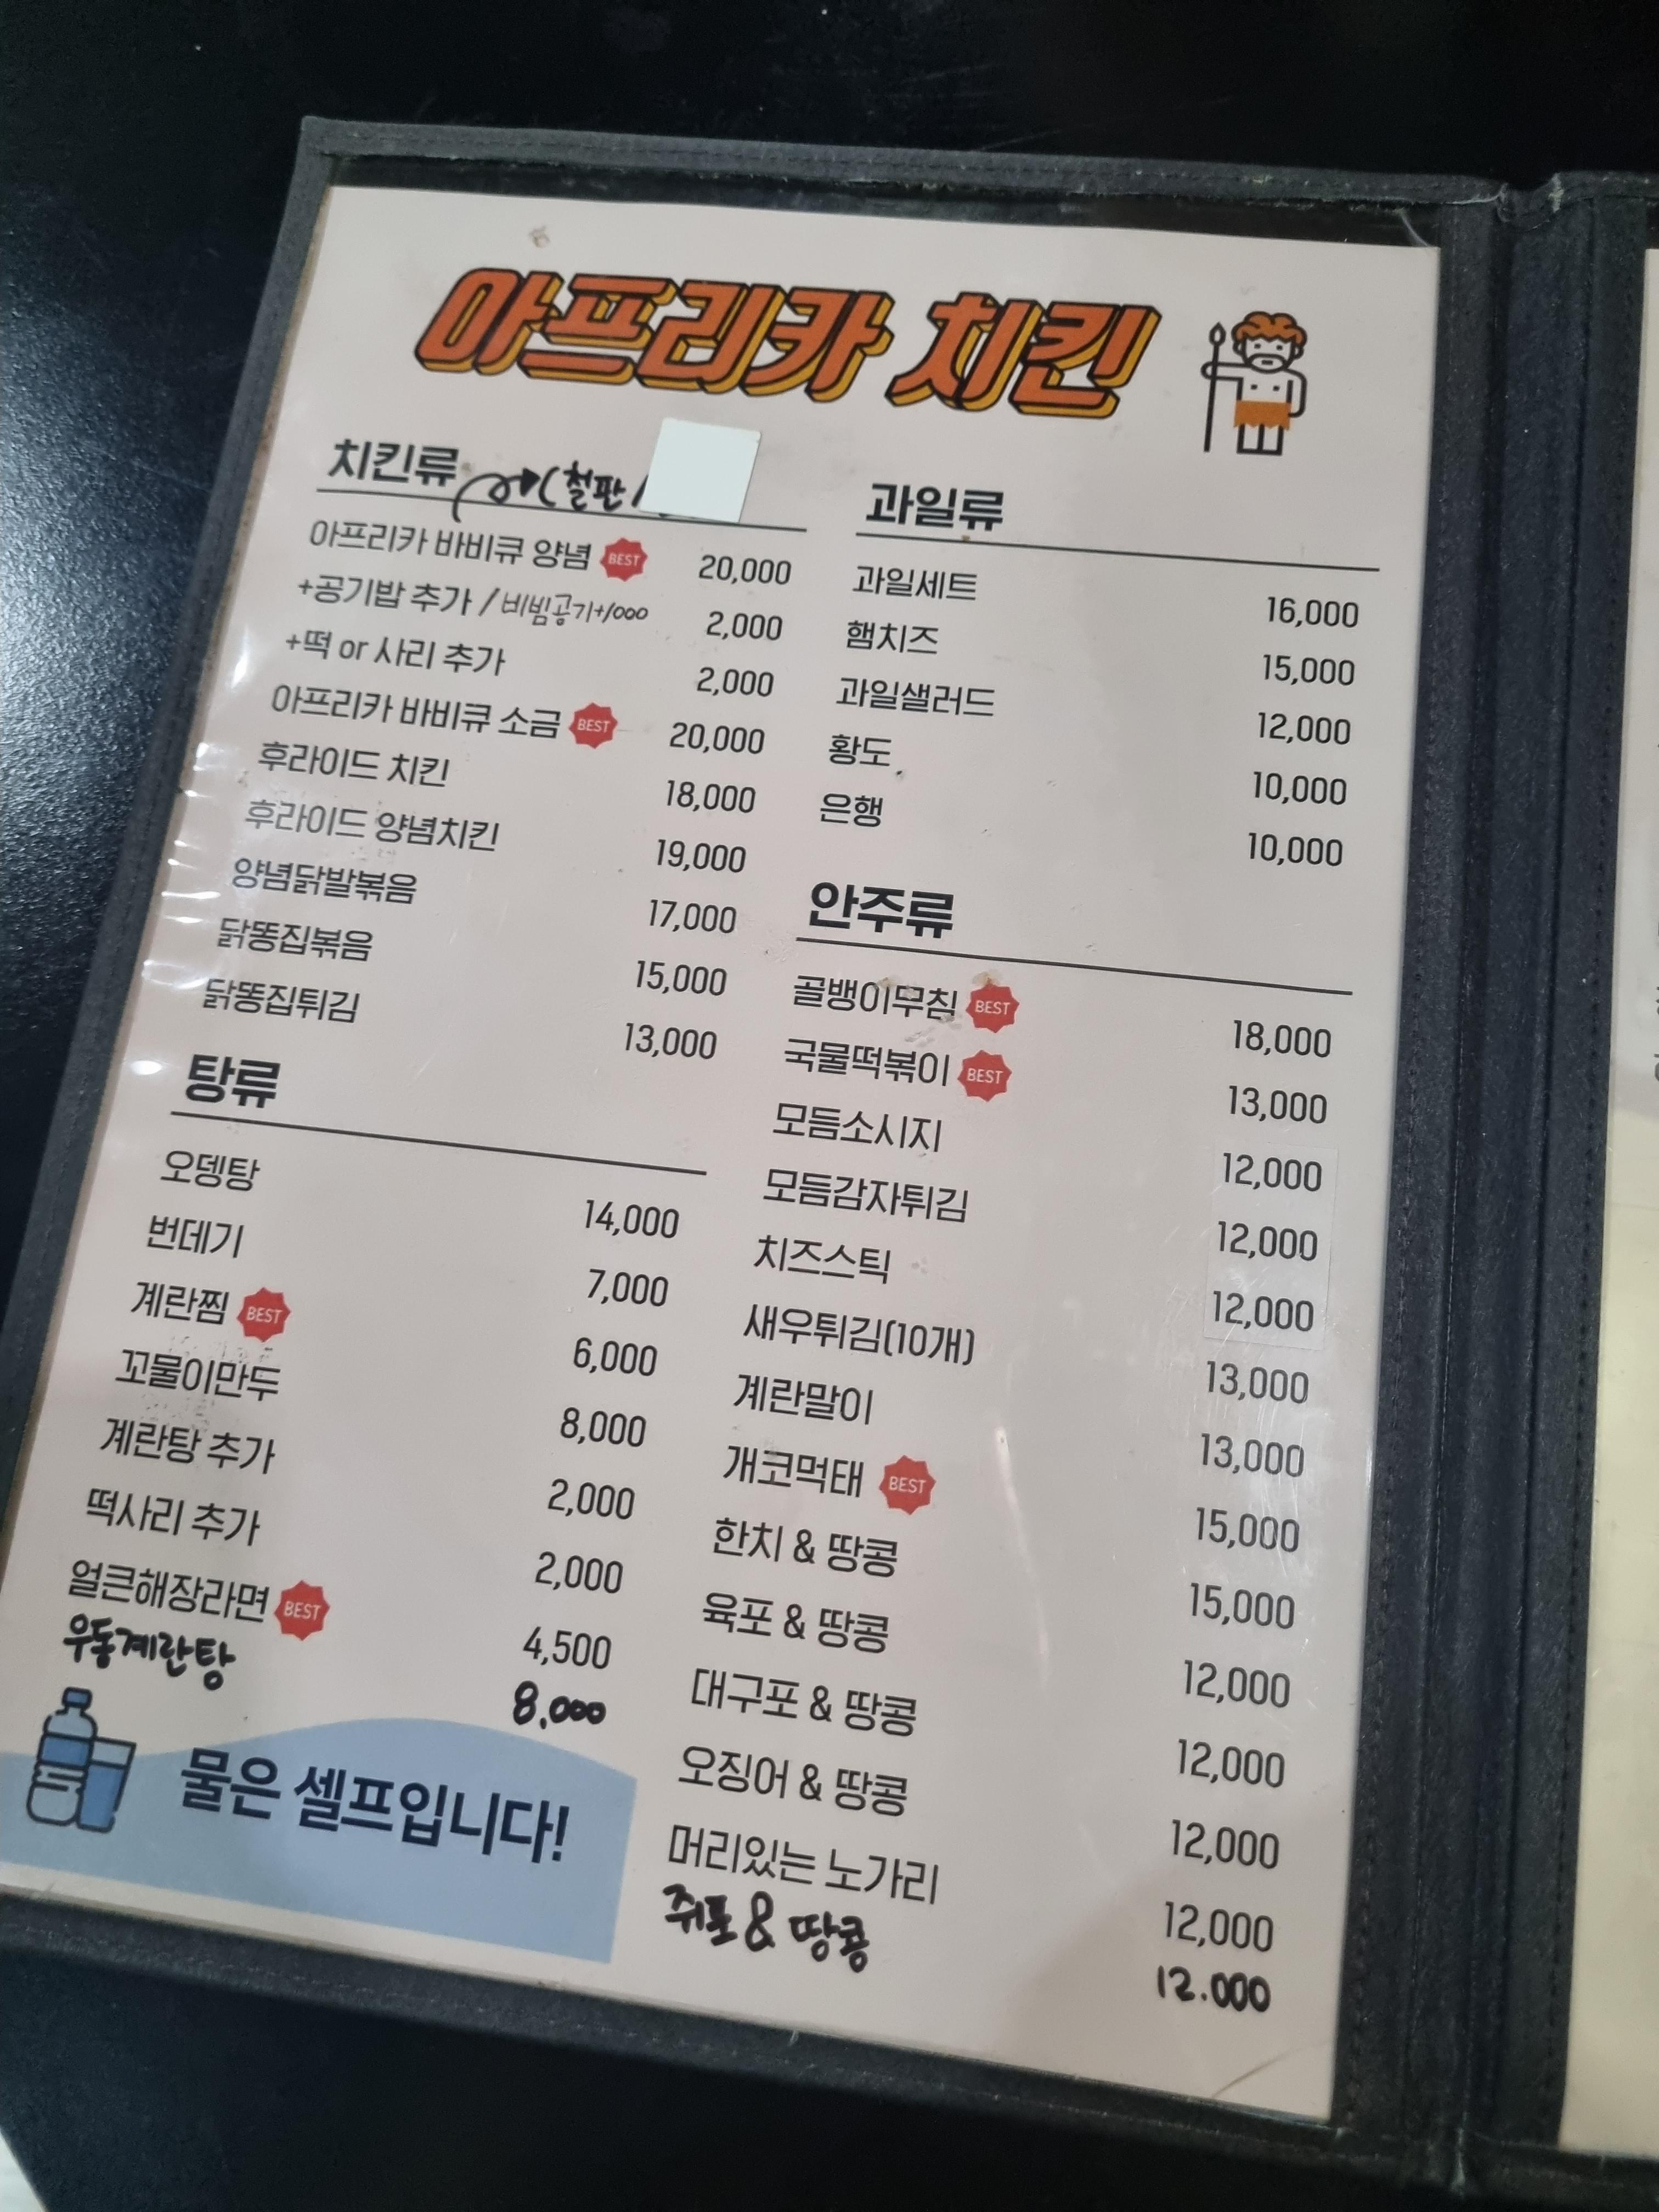 아프리카 치킨
치킨류 (철판/
아프리카 바비큐 양념 BEST 20,000
+공기밥 추가 / 비빔공기+1000 2,000
+떡 or 사리 추가 2,000
아프리카 바비큐 소금 BEST 20,000
후라이드 치킨 18,000
후라이드 양념치킨 19,000
양념닭발볶음 17,000
닭똥집볶음 15,000
닭똥집튀김 13,000
탕류
오뎅탕 14,000
번데기 7,000
계란찜 BEST 6,000
꼬물이만두 8,000
계란탕 추가 2,000
떡사리 추가 2,000
얼큰해장라면 BEST 4,500
우동계란탕 8,000
물은 셀프입니다!
과일류
과일세트 16,000
햄치즈 15,000
과일샐러드 12,000
황도 10,000
은행 10,000
안주류
골뱅이무침 BEST 18,000
국물떡볶이 BEST 13,000
모듬소시지 12,000
모듬감자튀김 12,000
치즈스틱 12,000
새우튀김(10개) 13,000
계란말이 13,000
개코먹태 BEST 15,000
한치 & 땅콩 15,000
육포 & 땅콩 12,000
대구포 & 땅콩 12,000
오징어 & 땅콩 12,000
머리있는 노가리 12,000
쥐포 & 땅콩 12.000